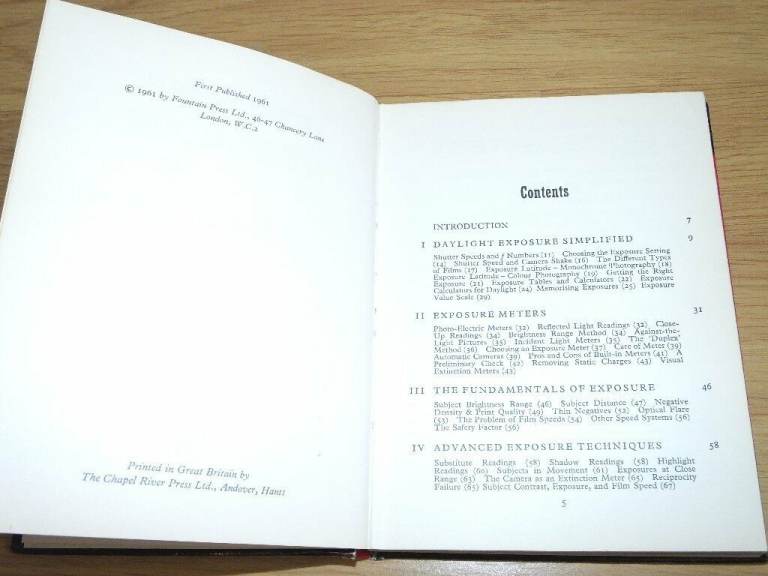 First Published 1961
© 1961 by Fountain Press Ltd., 46-47 Chancery Lane
London, W.C.2
Printed in Great Britain by
The Chapel River Press Ltd., Andover, Hants
Contents
INTRODUCTION 7
I DAYLIGHT EXPOSURE SIMPLIFIED 9
Shutter Speeds and f Numbers (11) Choosing the Exposure Setting
(14) Shutter Speed and Camera Shake (16) The Different Types
of Films (17) Exposure Latitude – Monochrome Photography (18)
Exposure Latitude – Colour Photography (19) Getting the Right
Exposure (21) Exposure Tables and Calculators (22) Exposure
Calculators for Daylight (24) Memorising Exposures (25) Exposure
Value Scale (29)
II EXPOSURE METERS 31
Photo-Electric Meters (32) Reflected Light Readings (32) Close-
Up Readings (34) Brightness Range Method (34) Against-the-
Light Pictures (35) Incident Light Meters (35) The 'Duplex'
Method (36) Choosing an Exposure Meter (37) Care of Meter (39)
Automatic Cameras (39) Pros and Cons of Built-in Meters (41) A
Preliminary Check (42) Removing Static Charges (43) Visual
Extinction Meters (43)
III THE FUNDAMENTALS OF EXPOSURE 46
Subject Brightness Range (46) Subject Distance (47) Negative
Density & Print Quality (49) Thin Negatives (52) Optical Flare
(53) The Problem of Film Speeds (54) Other Speed Systems (56)
The Safety Factor (56)
IV ADVANCED EXPOSURE TECHNIQUES 58
Substitute Readings (58) Shadow Readings (58) Highlight
Readings (60) Subjects in Movement (61) Exposures at Close
Range (63) The Camera as an Extinction Meter (65) Reciprocity
Failure (65) Subject Contrast, Exposure, and Film Speed (67)
5